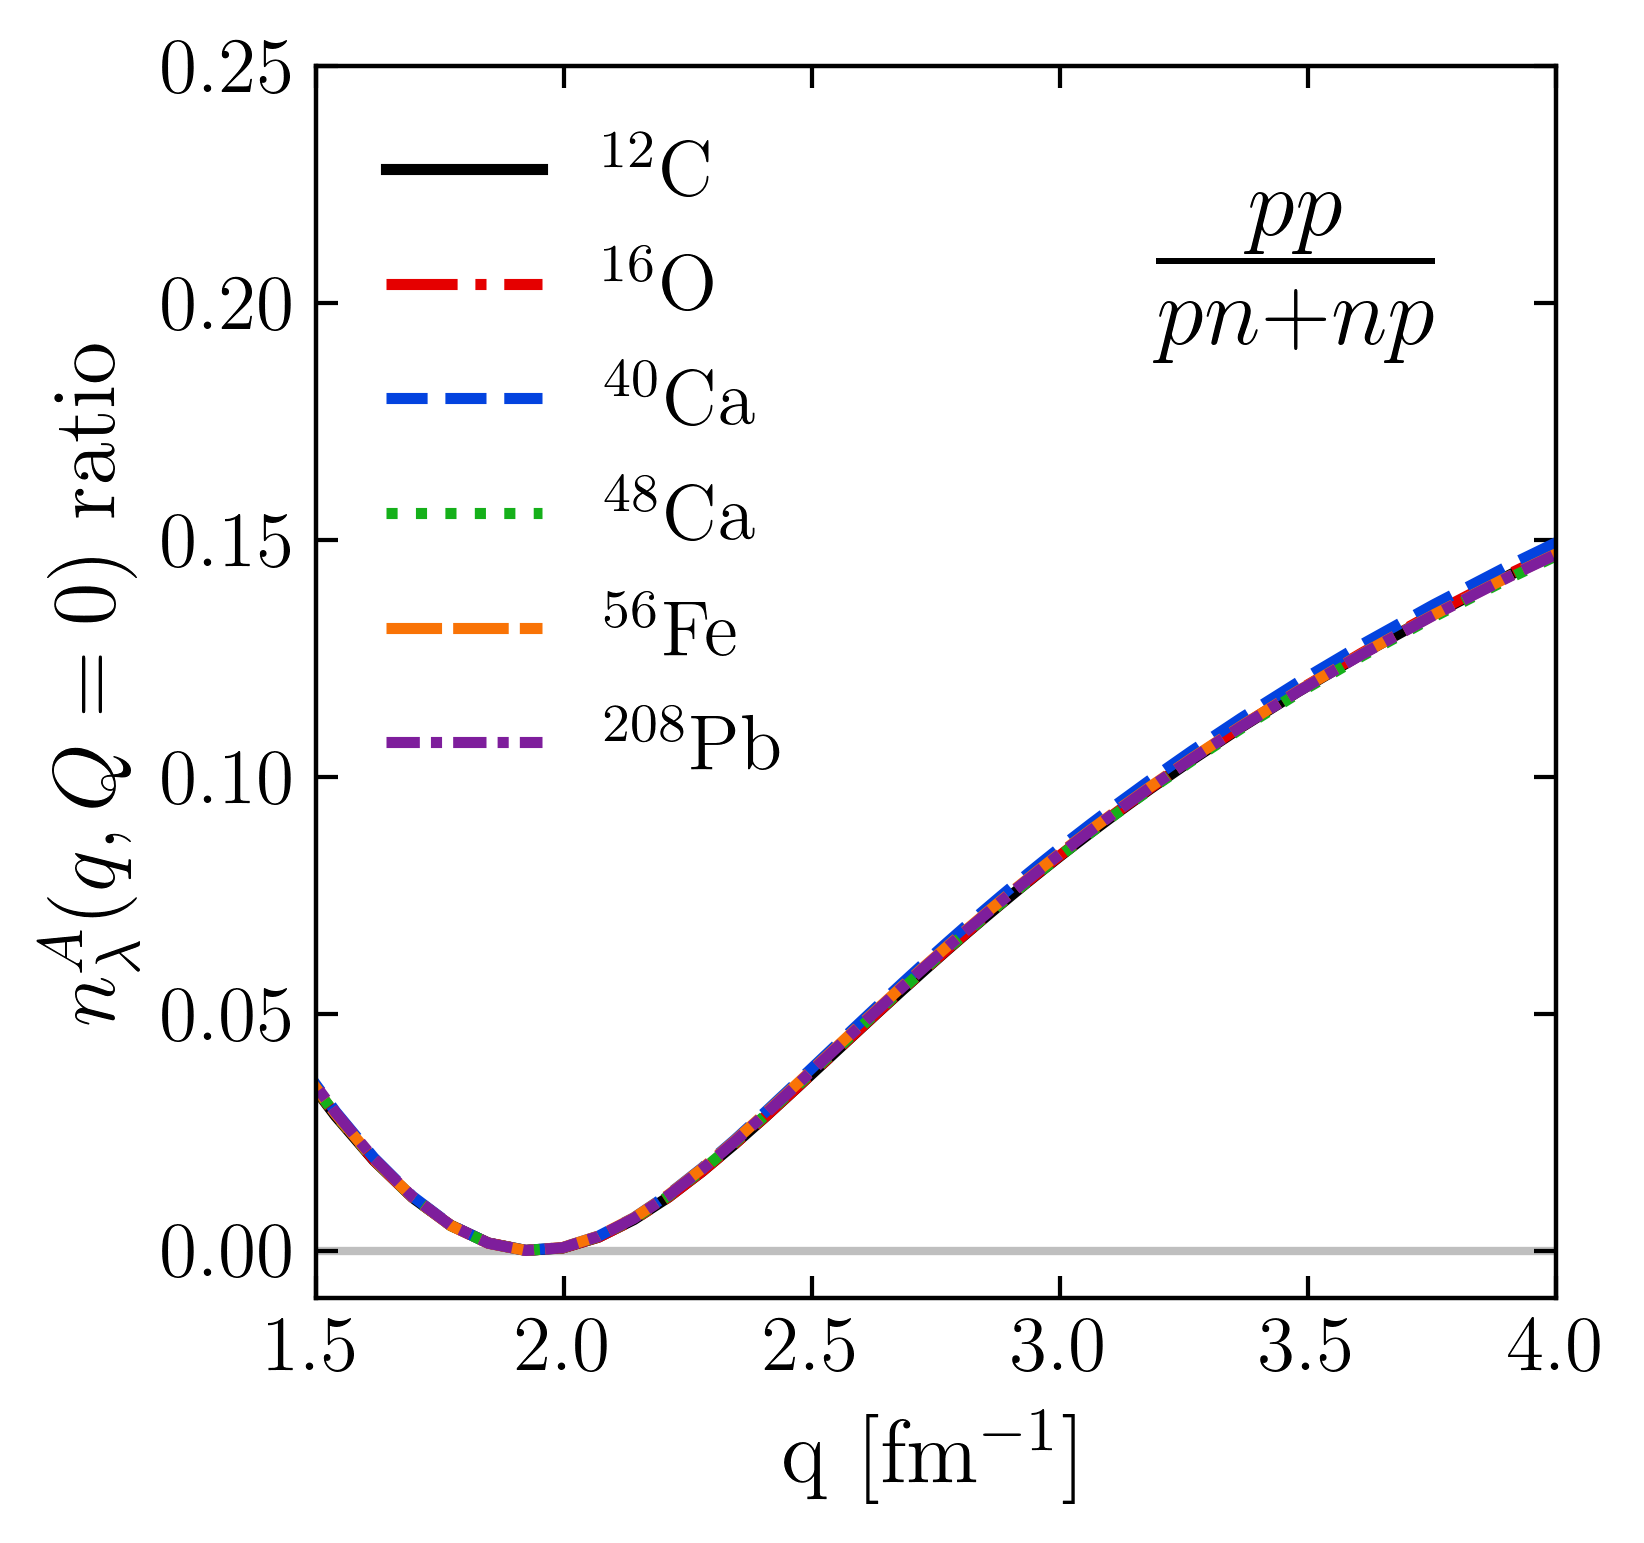 0.25
0.20
0.15
0.10
0.05
0.00
1.5 2.0 2.5 3.0 3.5 4.0
q [fm⁻¹]
n_λ^A(q, Q = 0) ratio
¹²C
¹⁶O
⁴⁰Ca
⁴⁸Ca
⁵⁶Fe
²⁰⁸Pb
pp
pn+np